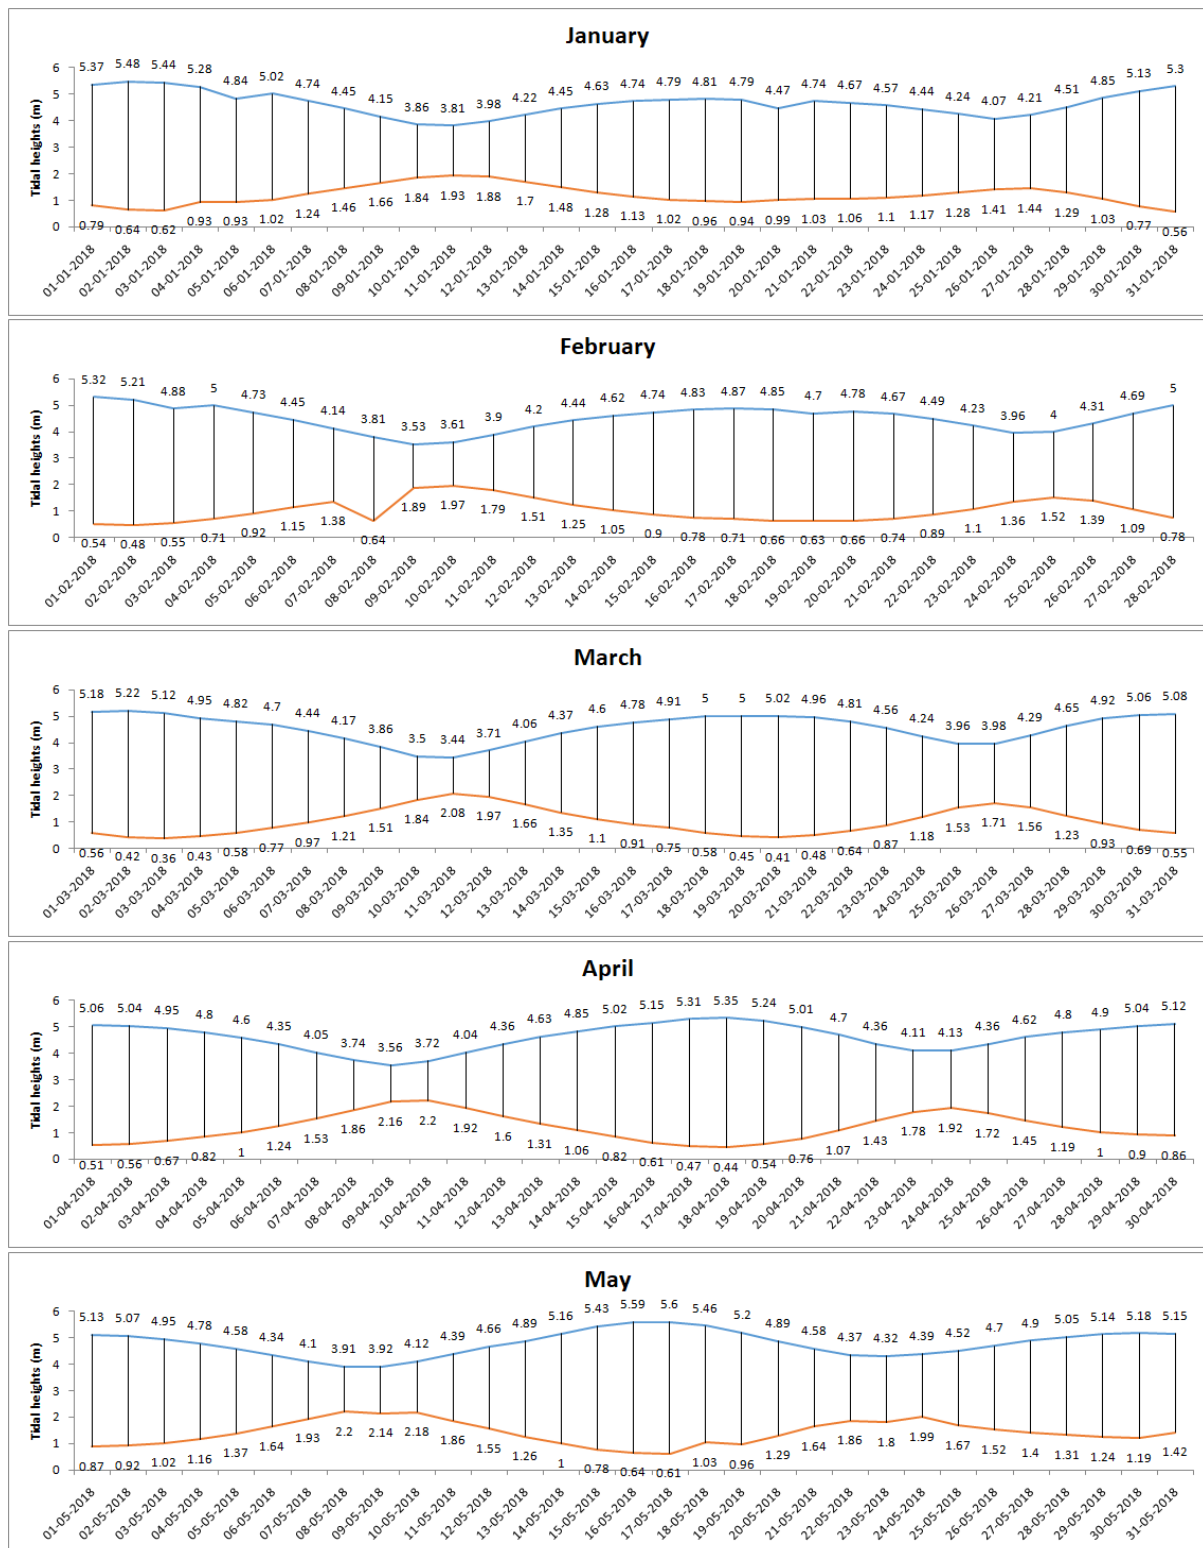 January
Tidal heights (m)
6
5
4
3
2
1
0
5.37 5.48 5.44 5.28 4.84 5.02 4.74 4.45 4.15 3.86 3.81 3.98 4.22 4.45 4.63 4.74 4.79 4.81 4.79 4.47 4.74 4.67 4.57 4.44 4.24 4.07 4.21 4.51 4.85 5.13 5.3
0.79 0.64 0.62 0.93 0.93 1.02 1.24 1.46 1.66 1.84 1.93 1.88 1.7 1.48 1.28 1.13 1.02 0.96 0.94 0.99 1.03 1.06 1.1 1.17 1.28 1.41 1.44 1.29 1.03 0.77 0.56
01-01-2018 02-01-2018 03-01-2018 04-01-2018 05-01-2018 06-01-2018 07-01-2018 08-01-2018 09-01-2018 10-01-2018 11-01-2018 12-01-2018 13-01-2018 14-01-2018 15-01-2018 16-01-2018 17-01-2018 18-01-2018 19-01-2018 20-01-2018 21-01-2018 22-01-2018 23-01-2018 24-01-2018 25-01-2018 26-01-2018 27-01-2018 28-01-2018 29-01-2018 30-01-2018 31-01-2018
February
Tidal heights (m)
6
5
4
3
2
1
0
5.32 5.21 4.88 5 4.73 4.45 4.14 3.81 3.53 3.61 3.9 4.2 4.44 4.62 4.74 4.83 4.87 4.85 4.7 4.78 4.67 4.49 4.23 3.96 4 4.31 4.69 5
0.54 0.48 0.55 0.71 0.92 1.15 1.38 0.64 1.89 1.97 1.79 1.51 1.25 1.05 0.9 0.78 0.71 0.66 0.63 0.66 0.74 0.89 1.1 1.36 1.52 1.39 1.09 0.78
01-02-2018 02-02-2018 03-02-2018 04-02-2018 05-02-2018 06-02-2018 07-02-2018 08-02-2018 09-02-2018 10-02-2018 11-02-2018 12-02-2018 13-02-2018 14-02-2018 15-02-2018 16-02-2018 17-02-2018 18-02-2018 19-02-2018 20-02-2018 21-02-2018 22-02-2018 23-02-2018 24-02-2018 25-02-2018 26-02-2018 27-02-2018 28-02-2018
March
Tidal heights (m)
6
5
4
3
2
1
0
5.18 5.22 5.12 4.95 4.82 4.7 4.44 4.17 3.86 3.5 3.44 3.71 4.06 4.37 4.6 4.78 4.91 5 5 5.02 4.96 4.81 4.56 4.24 3.96 3.98 4.29 4.65 4.92 5.06 5.08
0.56 0.42 0.36 0.43 0.58 0.77 0.97 1.21 1.51 1.84 2.08 1.97 1.66 1.35 1.1 0.91 0.75 0.58 0.45 0.41 0.48 0.64 0.87 1.18 1.53 1.71 1.56 1.23 0.93 0.69 0.55
01-03-2018 02-03-2018 03-03-2018 04-03-2018 05-03-2018 06-03-2018 07-03-2018 08-03-2018 09-03-2018 10-03-2018 11-03-2018 12-03-2018 13-03-2018 14-03-2018 15-03-2018 16-03-2018 17-03-2018 18-03-2018 19-03-2018 20-03-2018 21-03-2018 22-03-2018 23-03-2018 24-03-2018 25-03-2018 26-03-2018 27-03-2018 28-03-2018 29-03-2018 30-03-2018 31-03-2018
April
Tidal heights (m)
6
5
4
3
2
1
0
5.06 5.04 4.95 4.8 4.6 4.35 4.05 3.74 3.56 3.72 4.04 4.36 4.63 4.85 5.02 5.15 5.31 5.35 5.24 5.01 4.7 4.36 4.11 4.13 4.36 4.62 4.8 4.9 5.04 5.12
0.51 0.56 0.67 0.82 1 1.24 1.53 1.86 2.16 2.2 1.92 1.6 1.31 1.06 0.82 0.61 0.47 0.44 0.54 0.76 1.07 1.43 1.78 1.92 1.72 1.45 1.19 1 0.9 0.86
01-04-2018 02-04-2018 03-04-2018 04-04-2018 05-04-2018 06-04-2018 07-04-2018 08-04-2018 09-04-2018 10-04-2018 11-04-2018 12-04-2018 13-04-2018 14-04-2018 15-04-2018 16-04-2018 17-04-2018 18-04-2018 19-04-2018 20-04-2018 21-04-2018 22-04-2018 23-04-2018 24-04-2018 25-04-2018 26-04-2018 27-04-2018 28-04-2018 29-04-2018 30-04-2018
May
Tidal heights (m)
6
5
4
3
2
1
0
5.13 5.07 4.95 4.78 4.58 4.34 4.1 3.91 3.92 4.12 4.39 4.66 4.89 5.16 5.43 5.59 5.6 5.46 5.2 4.89 4.58 4.37 4.32 4.39 4.52 4.7 4.9 5.05 5.14 5.18 5.15
0.87 0.92 1.02 1.16 1.37 1.64 1.93 2.2 2.14 2.18 1.86 1.55 1.26 1 0.78 0.64 0.61 1.03 0.96 1.29 1.64 1.86 1.8 1.99 1.67 1.52 1.4 1.31 1.24 1.19 1.42
01-05-2018 02-05-2018 03-05-2018 04-05-2018 05-05-2018 06-05-2018 07-05-2018 08-05-2018 09-05-2018 10-05-2018 11-05-2018 12-05-2018 13-05-2018 14-05-2018 15-05-2018 16-05-2018 17-05-2018 18-05-2018 19-05-2018 20-05-2018 21-05-2018 22-05-2018 23-05-2018 24-05-2018 25-05-2018 26-05-2018 27-05-2018 28-05-2018 29-05-2018 30-05-2018 31-05-2018